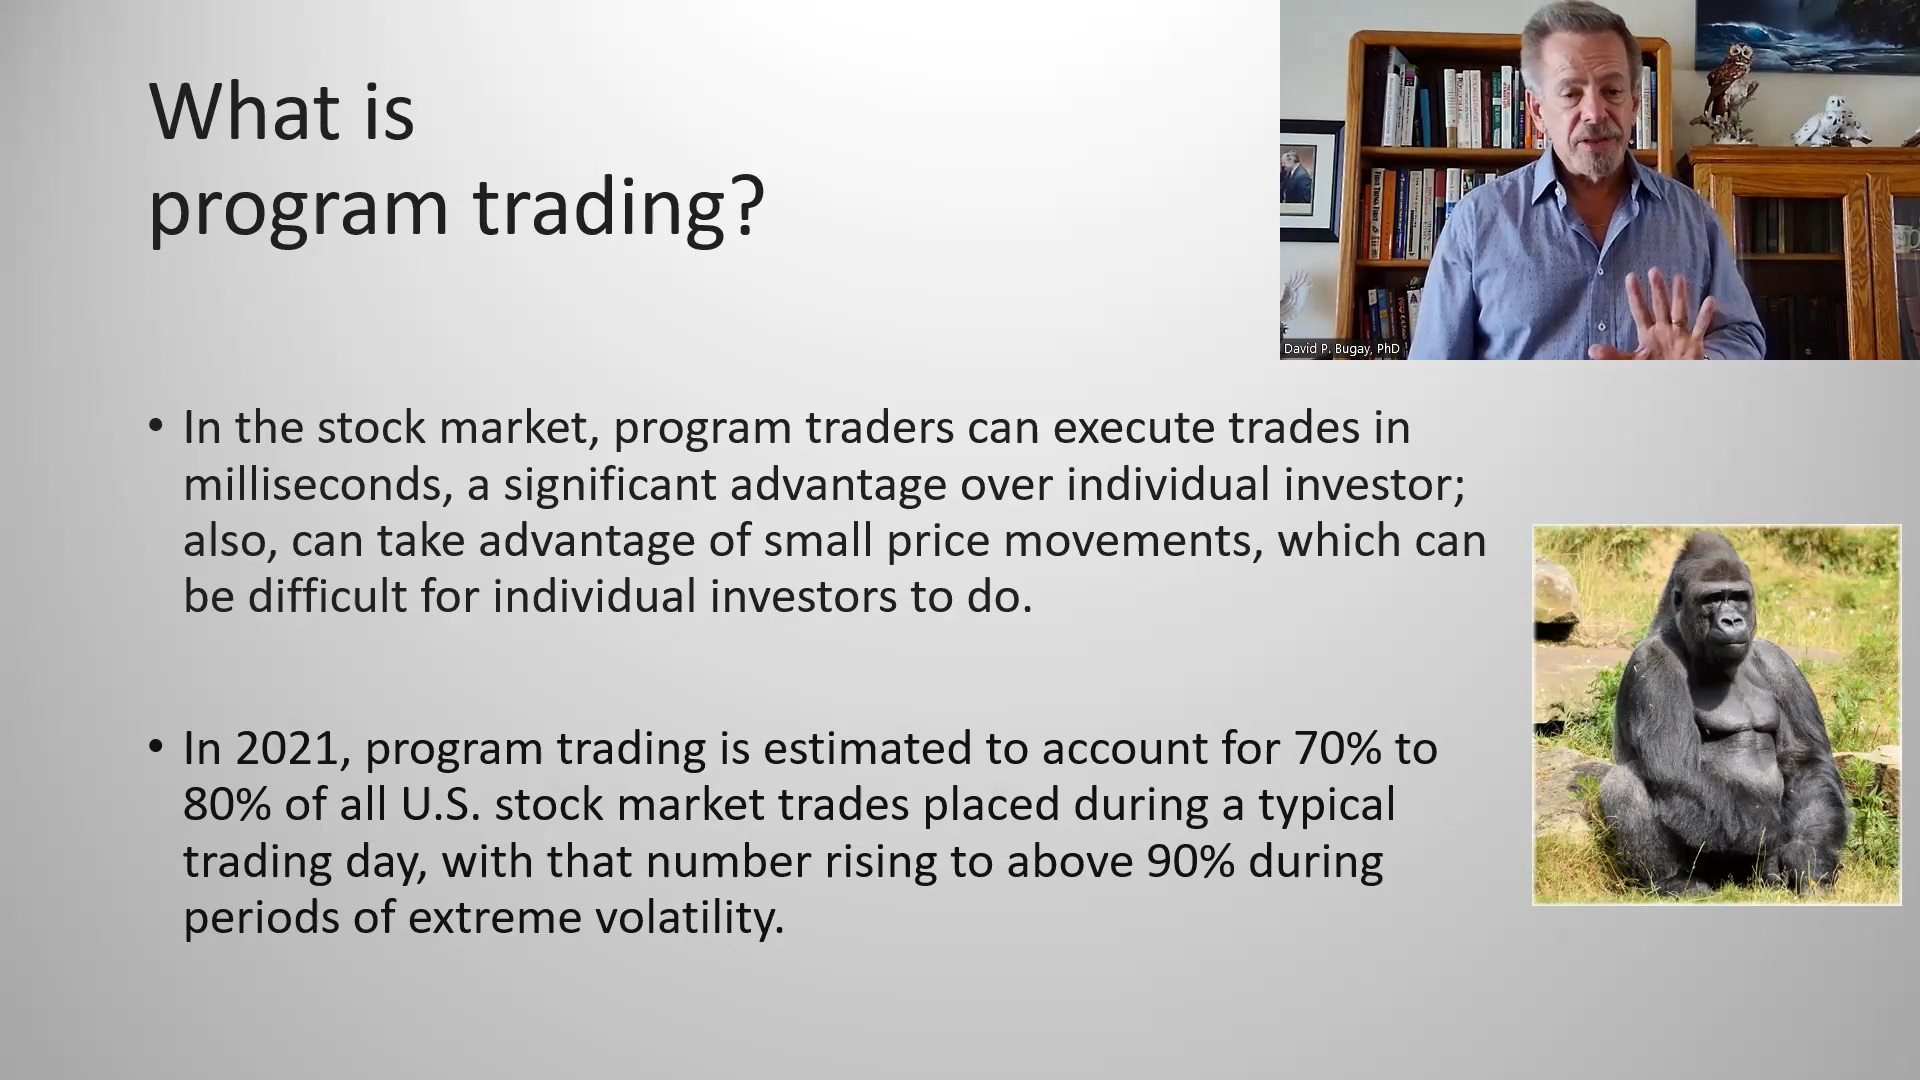 What is
program trading?
David P. Bugay, PhD
• In the stock market, program traders can execute trades in
milliseconds, a significant advantage over individual investor;
also, can take advantage of small price movements, which can
be difficult for individual investors to do.
• In 2021, program trading is estimated to account for 70% to
80% of all U.S. stock market trades placed during a typical
trading day, with that number rising to above 90% during
periods of extreme volatility.